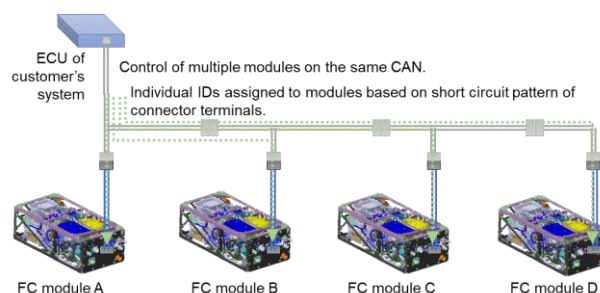 ECU of
customer's
system
Control of multiple modules on the same CAN.
Individual IDs assigned to modules based on short circuit pattern of
connector terminals.
FC module A
FC module B
FC module C
FC module D